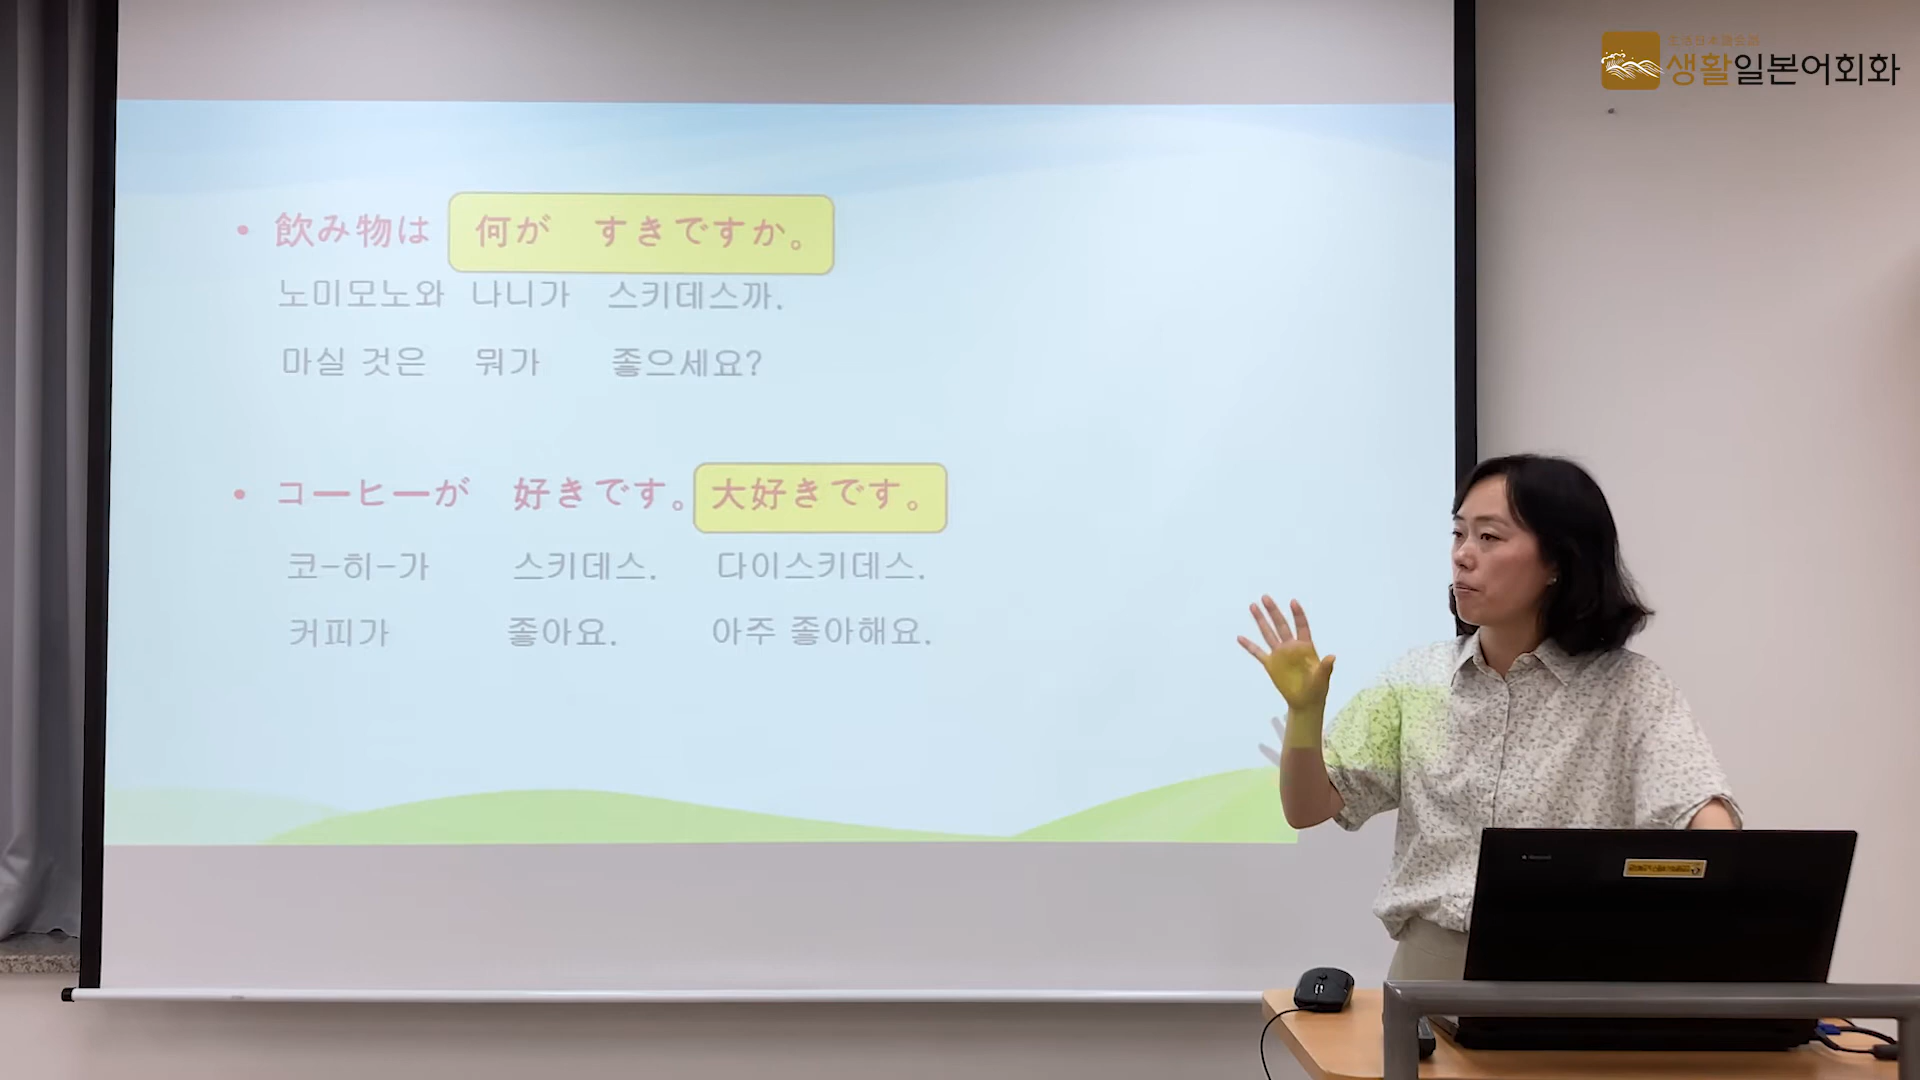 生活日本語会話
생활일본어회화
• 飲み物は 何が すきですか。
노미모노와 나니가 스키데스까.
마실 것은 뭐가 좋으세요?
• コーヒーが 好きです。大好きです。
코-히-가 스키데스. 다이스키데스.
커피가 좋아요. 아주 좋아해요.